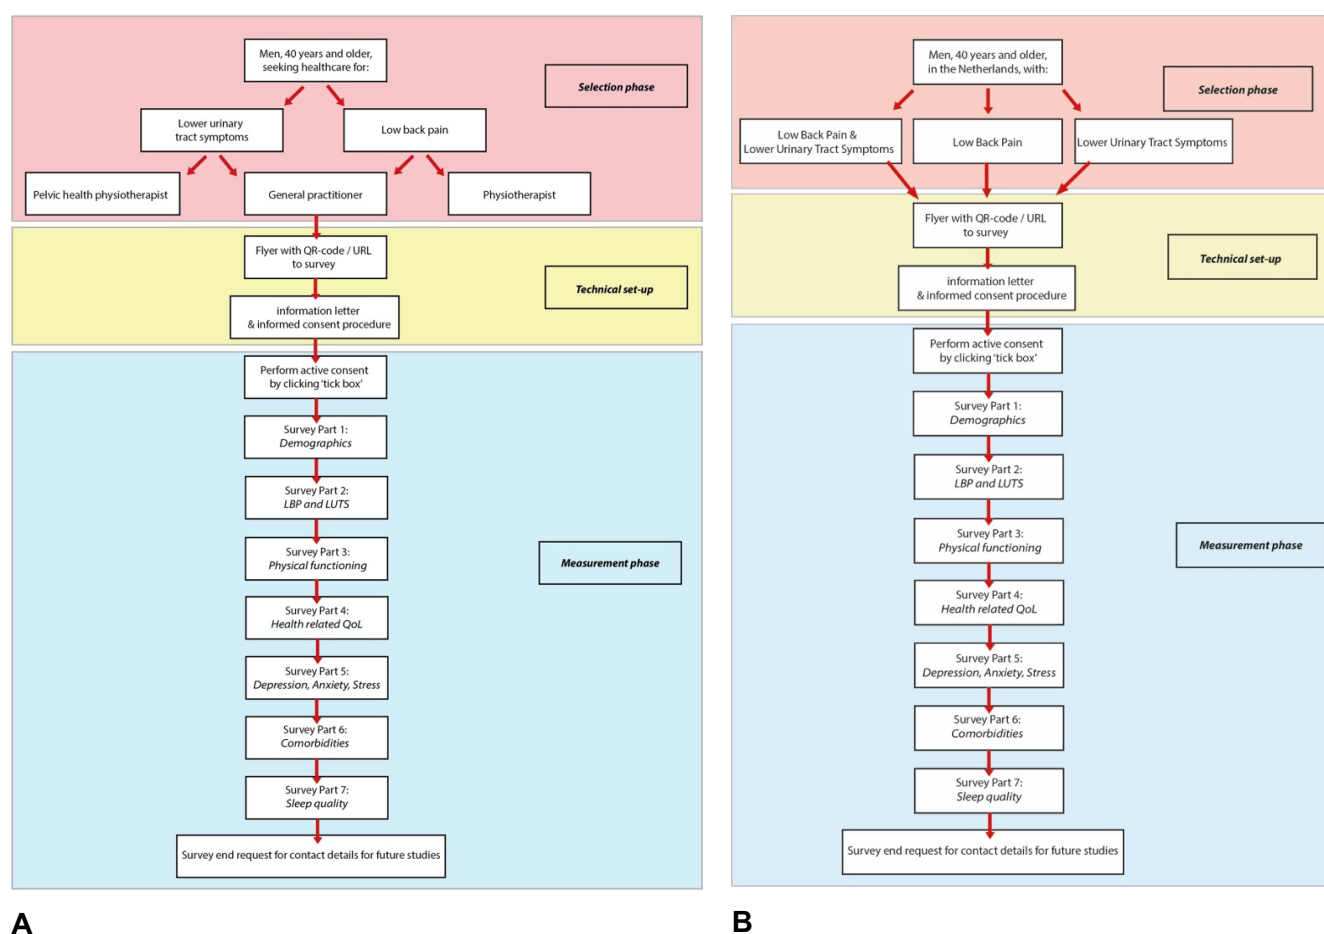 Men, 40 years and older,
seeking healthcare for:
Selection phase
Lower urinary
tract symptoms
Low back pain
Pelvic health physiotherapist
General practitioner
Physiotherapist
Flyer with QR-code / URL
to survey
Technical set-up
information letter
& informed consent procedure
Perform active consent
by clicking ‘tick box’
Survey Part 1:
Demographics
Survey Part 2:
LBP and LUTS
Survey Part 3:
Physical functioning
Measurement phase
Survey Part 4:
Health related QoL
Survey Part 5:
Depression, Anxiety, Stress
Survey Part 6:
Comorbidities
Survey Part 7:
Sleep quality
Survey end request for contact details for future studies
A
Men, 40 years and older,
in the Netherlands, with:
Selection phase
Low Back Pain &
Lower Urinary Tract Symptoms
Low Back Pain
Lower Urinary Tract Symptoms
Flyer with QR-code / URL
to survey
Technical set-up
information letter
& informed consent procedure
Perform active consent
by clicking ‘tick box’
Survey Part 1:
Demographics
Survey Part 2:
LBP and LUTS
Survey Part 3:
Physical functioning
Measurement phase
Survey Part 4:
Health related QoL
Survey Part 5:
Depression, Anxiety, Stress
Survey Part 6:
Comorbidities
Survey Part 7:
Sleep quality
Survey end request for contact details for future studies
B